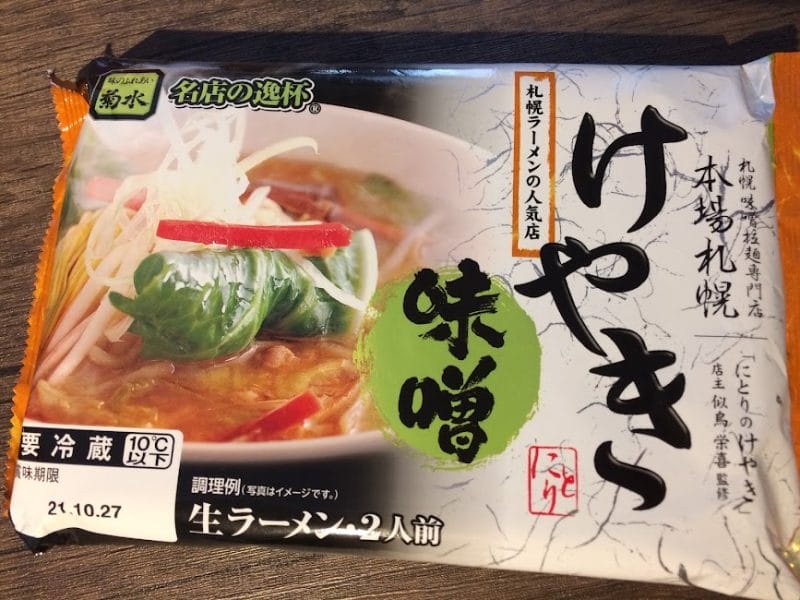 味のふれあい
菊水
名店の逸杯®
札幌ラーメンの人気店
けやき
札幌味噌拉麺専門店
本場札幌
「にとりのけやき」
店主 似鳥 栄喜 監修
味噌
にとり
要冷蔵 10℃以下
賞味期限
21.10.27
調理例(写真はイメージです。)
生ラーメン・2人前